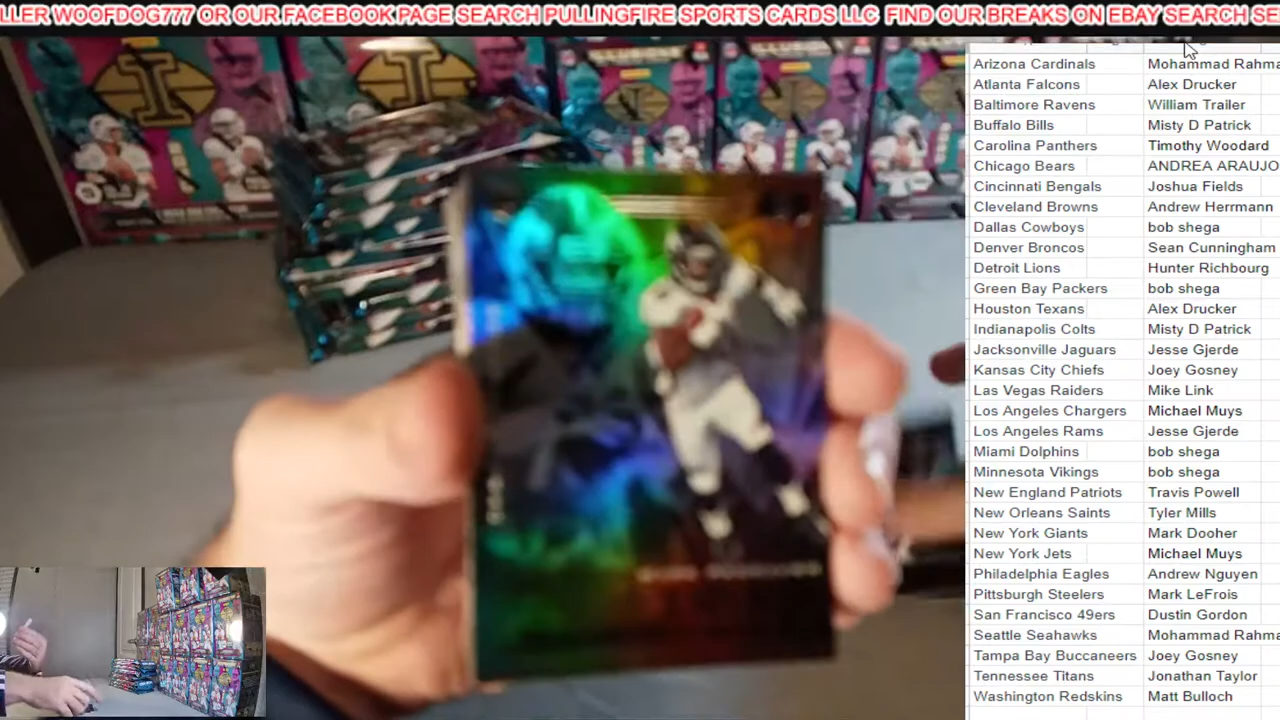 LLER WOOFDOG777 OR OUR FACEBOOK PAGE SEARCH PULLINGFIRE SPORTS CARDS LLC  FIND OUR BREAKS ON EBAY SEARCH SE
Arizona Cardinals Mohammad Rahma
Atlanta Falcons Alex Drucker
Baltimore Ravens William Trailer
Buffalo Bills Misty D Patrick
Carolina Panthers Timothy Woodard
Chicago Bears ANDREA ARAUJO
Cincinnati Bengals Joshua Fields
Cleveland Browns Andrew Herrmann
Dallas Cowboys bob shega
Denver Broncos Sean Cunningham
Detroit Lions Hunter Richbourg
Green Bay Packers bob shega
Houston Texans Alex Drucker
Indianapolis Colts Misty D Patrick
Jacksonville Jaguars Jesse Gjerde
Kansas City Chiefs Joey Gosney
Las Vegas Raiders Mike Link
Los Angeles Chargers Michael Muys
Los Angeles Rams Jesse Gjerde
Miami Dolphins bob shega
Minnesota Vikings bob shega
New England Patriots Travis Powell
New Orleans Saints Tyler Mills
New York Giants Mark Dooher
New York Jets Michael Muys
Philadelphia Eagles Andrew Nguyen
Pittsburgh Steelers Mark LeFrois
San Francisco 49ers Dustin Gordon
Seattle Seahawks Mohammad Rahma
Tampa Bay Buccaneers Joey Gosney
Tennessee Titans Jonathan Taylor
Washington Redskins Matt Bulloch